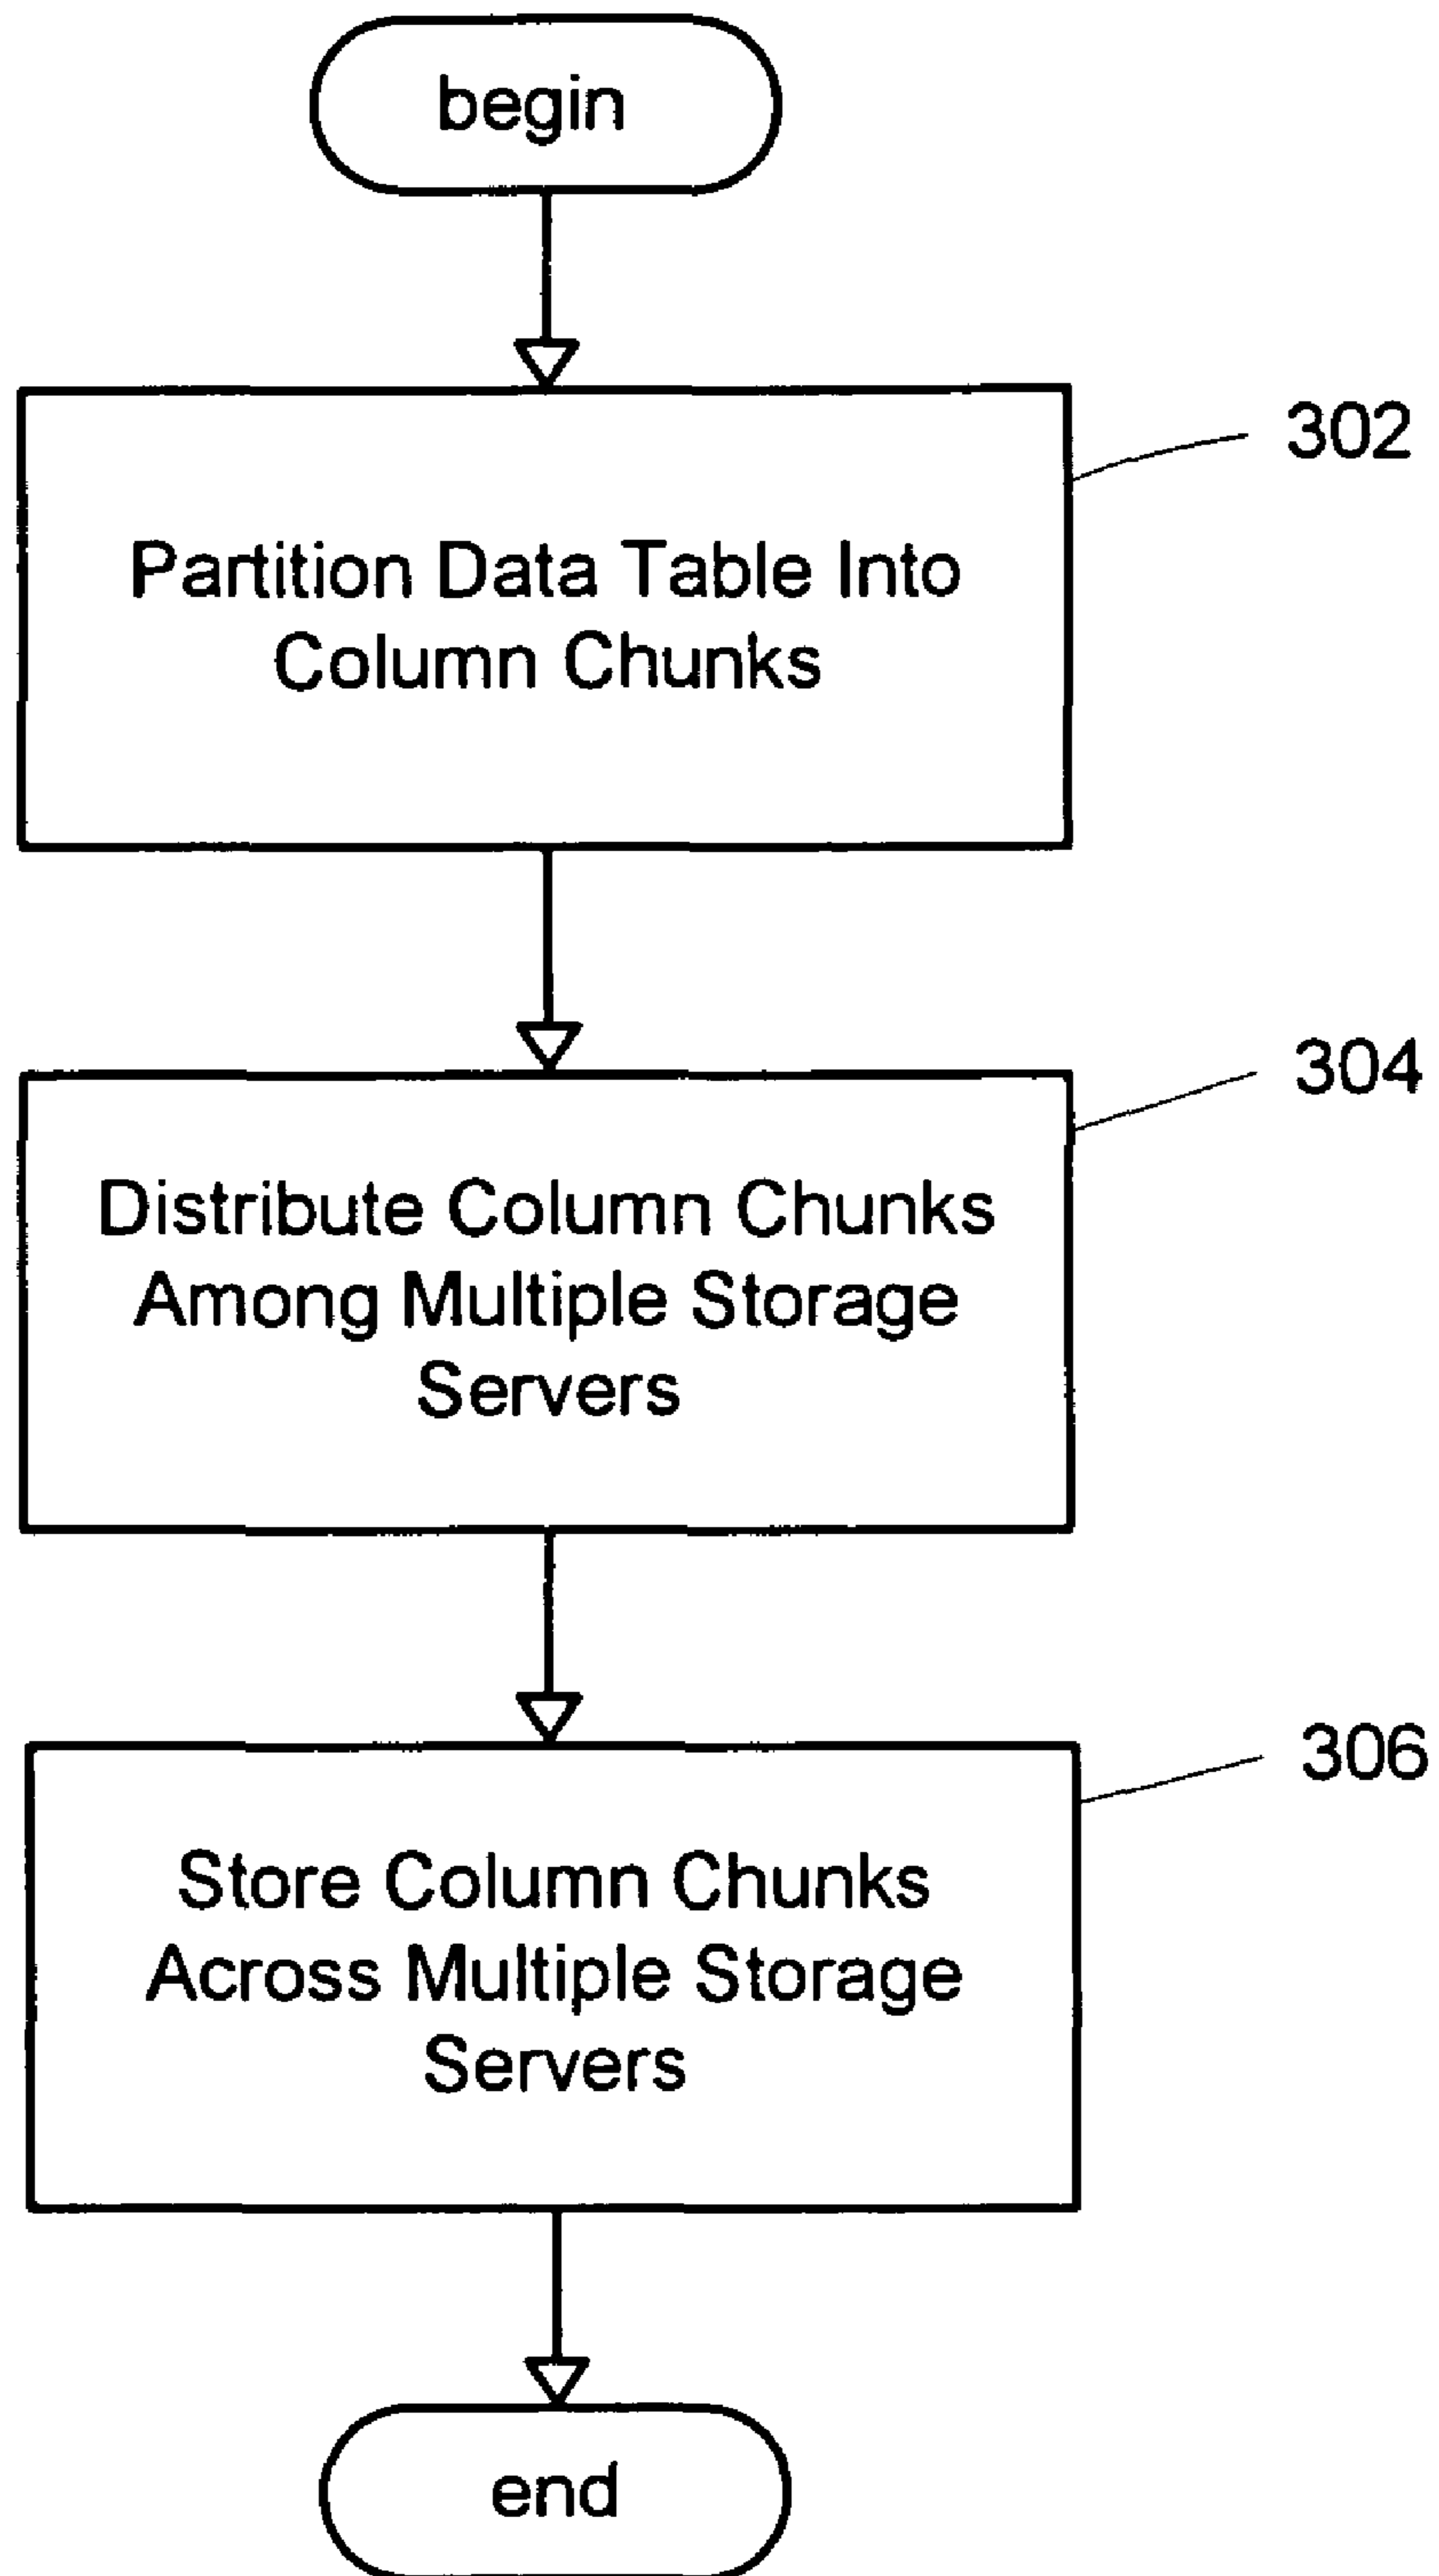 begin
302
Partition Data Table Into
Column Chunks
304
Distribute Column Chunks
Among Multiple Storage
Servers
306
Store Column Chunks
Across Multiple Storage
Servers
end